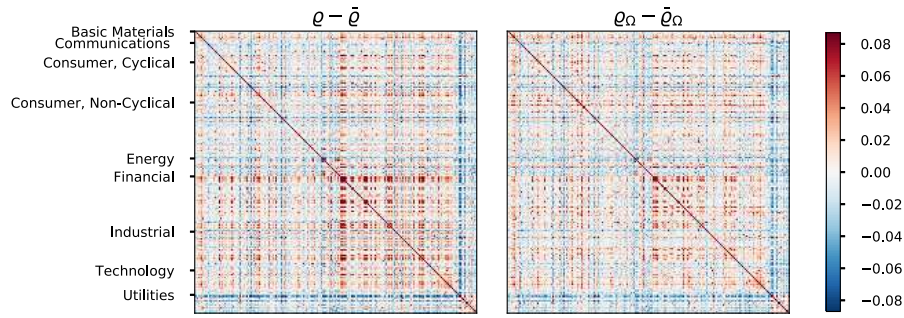 ϱ − ϱ̄
ϱ_Ω − ϱ̄_Ω
Basic Materials
Communications
Consumer, Cyclical
Consumer, Non-Cyclical
Energy
Financial
Industrial
Technology
Utilities
0.08
0.06
0.04
0.02
0.00
−0.02
−0.04
−0.06
−0.08